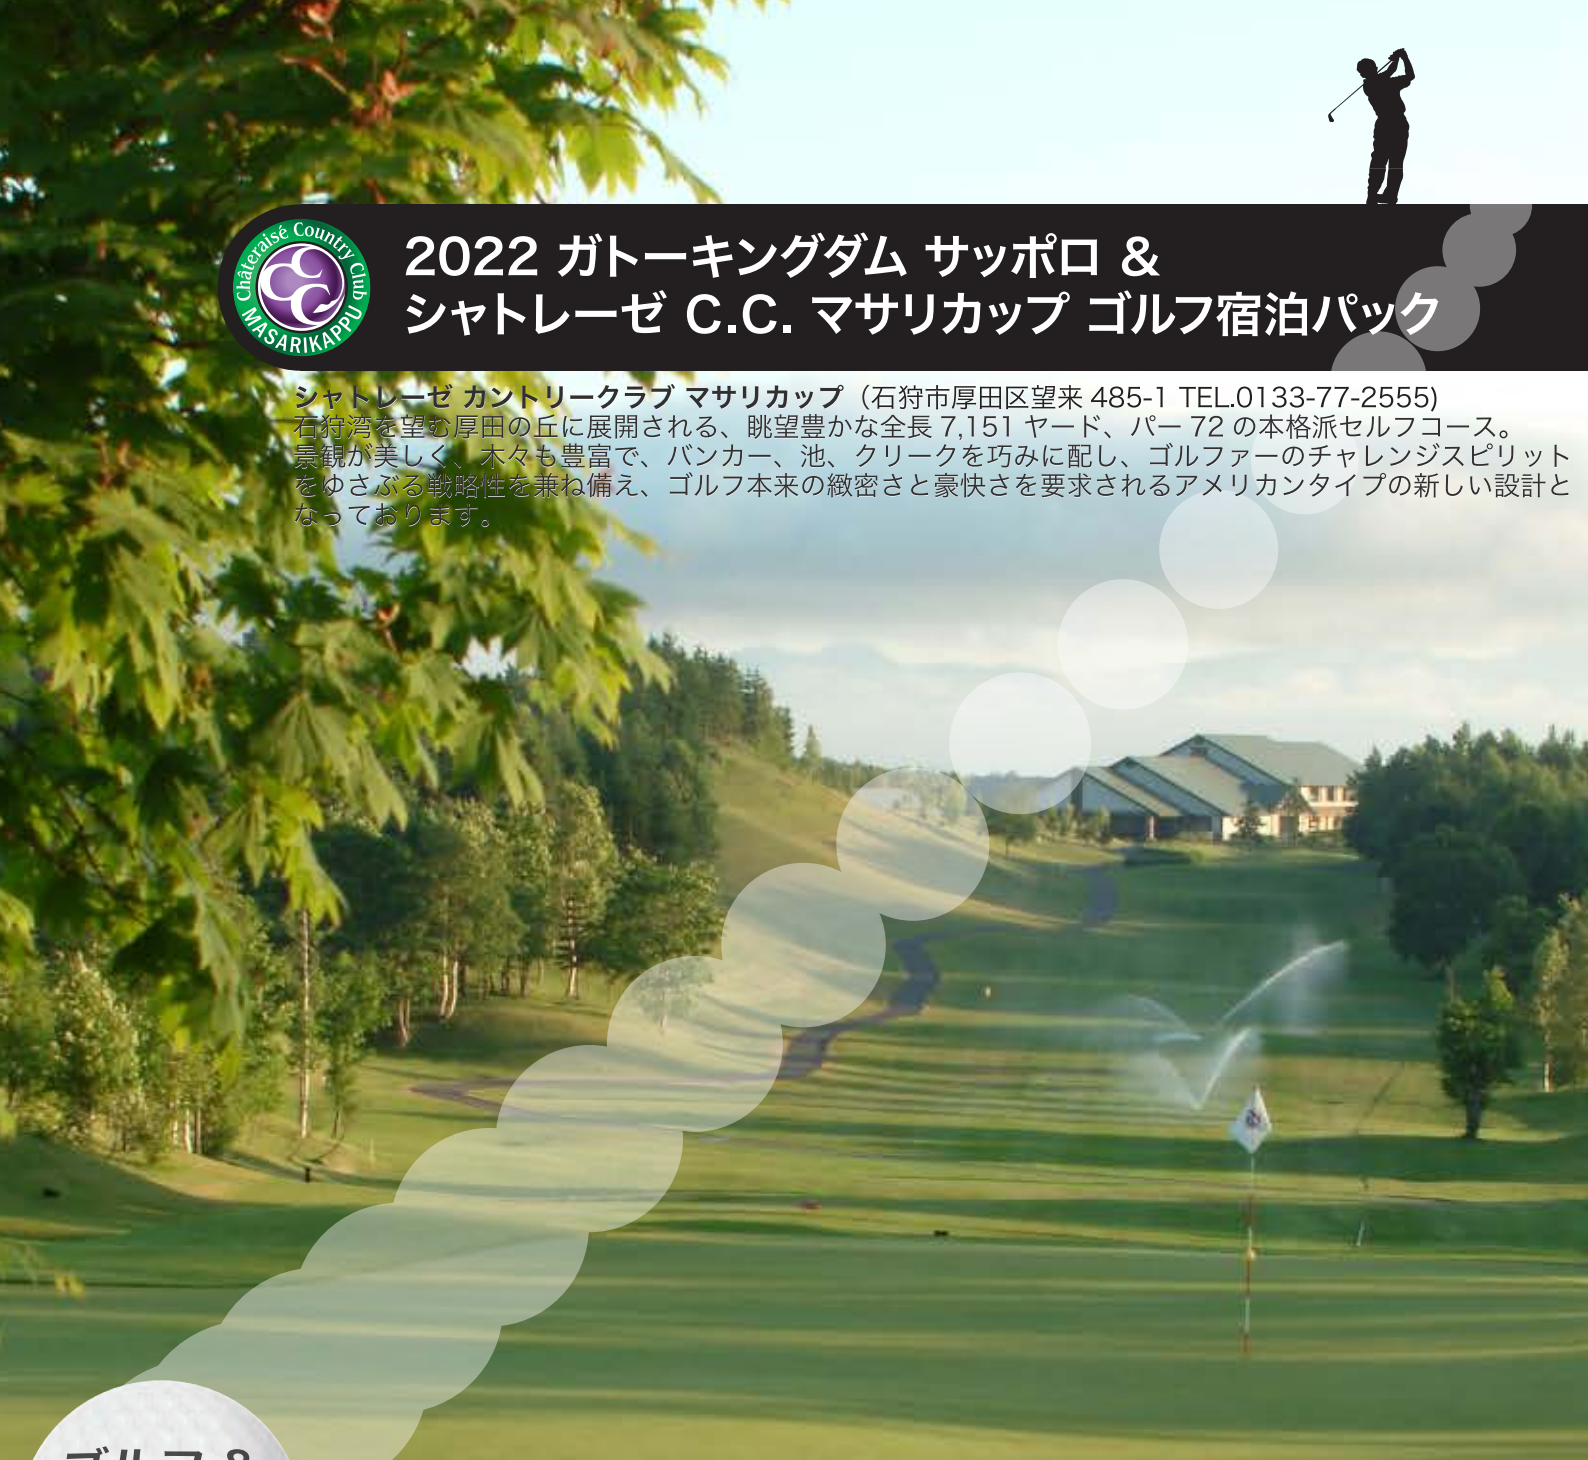 Châteraisé Country Club
CCC
MASARIKAPPU
2022 ガトーキングダム サッポロ &
シャトレーゼ C.C. マサリカップ ゴルフ宿泊パック
シャトレーゼ カントリークラブ マサリカップ（石狩市厚田区望来 485-1 TEL.0133-77-2555)
石狩湾を望む厚田の丘に展開される、眺望豊かな全長 7,151 ヤード、パー 72 の本格派セルフコース。
景観が美しく、木々も豊富で、バンカー、池、クリークを巧みに配し、ゴルファーのチャレンジスピリット
をゆさぶる戦略性を兼ね備え、ゴルフ本来の緻密さと豪快さを要求されるアメリカンタイプの新しい設計と
なっております。
ゴルフ &